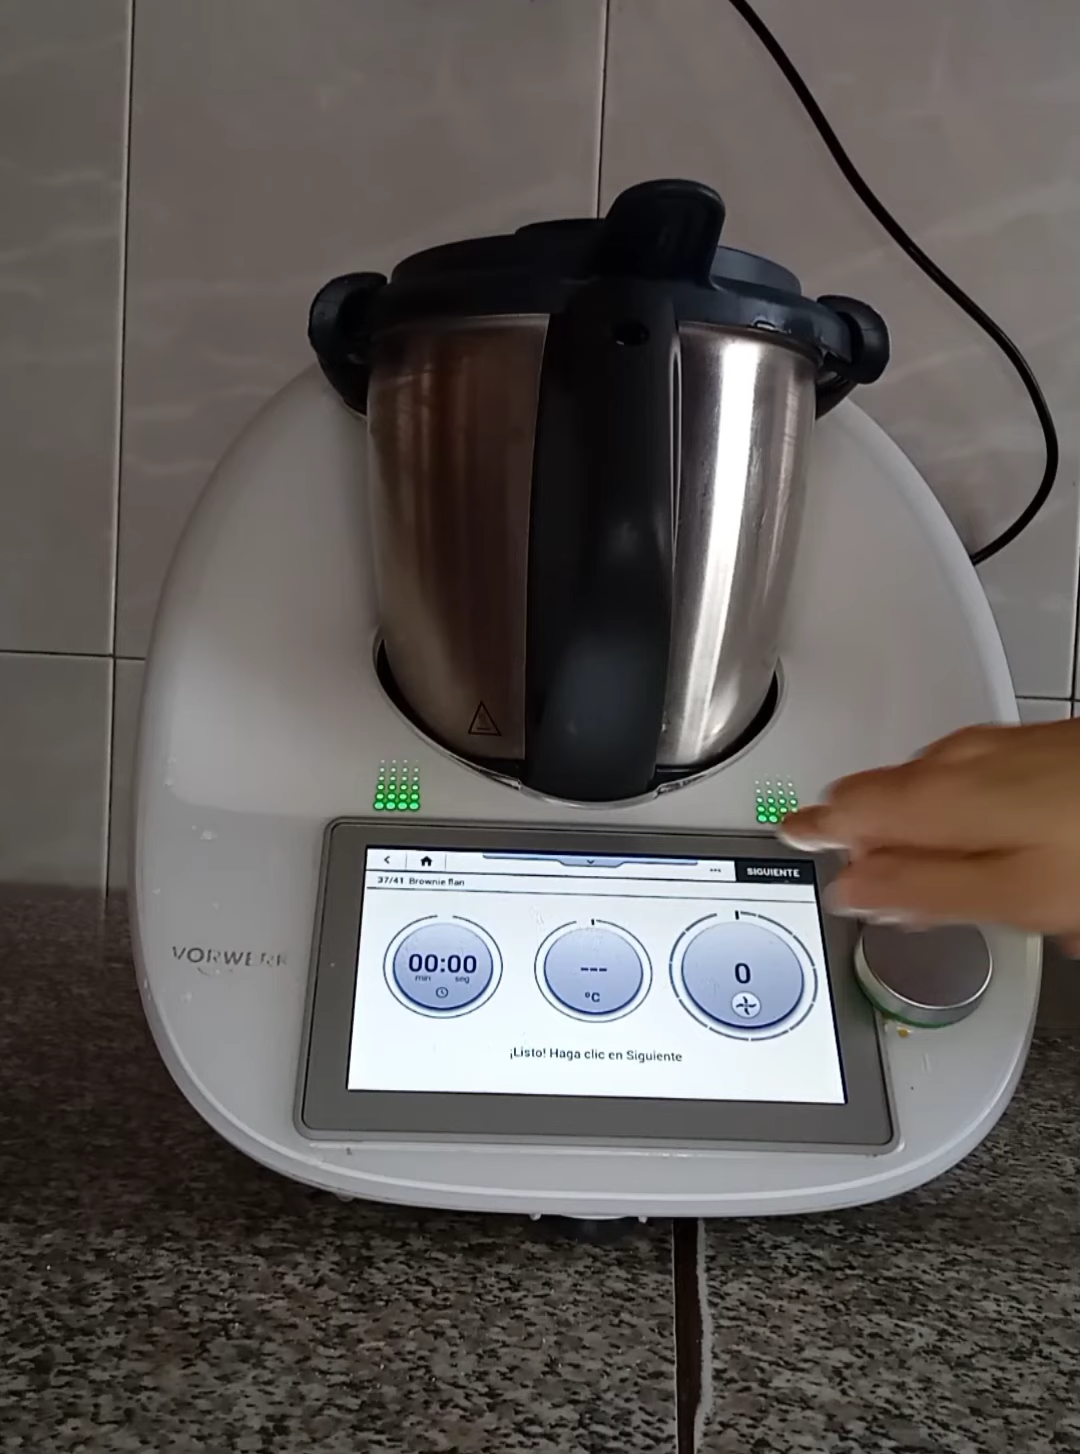 SIGUIENTE
37/41 Brownie flan
00:00
min seg
---
°C
0
¡Listo! Haga clic en Siguiente
VORWERK